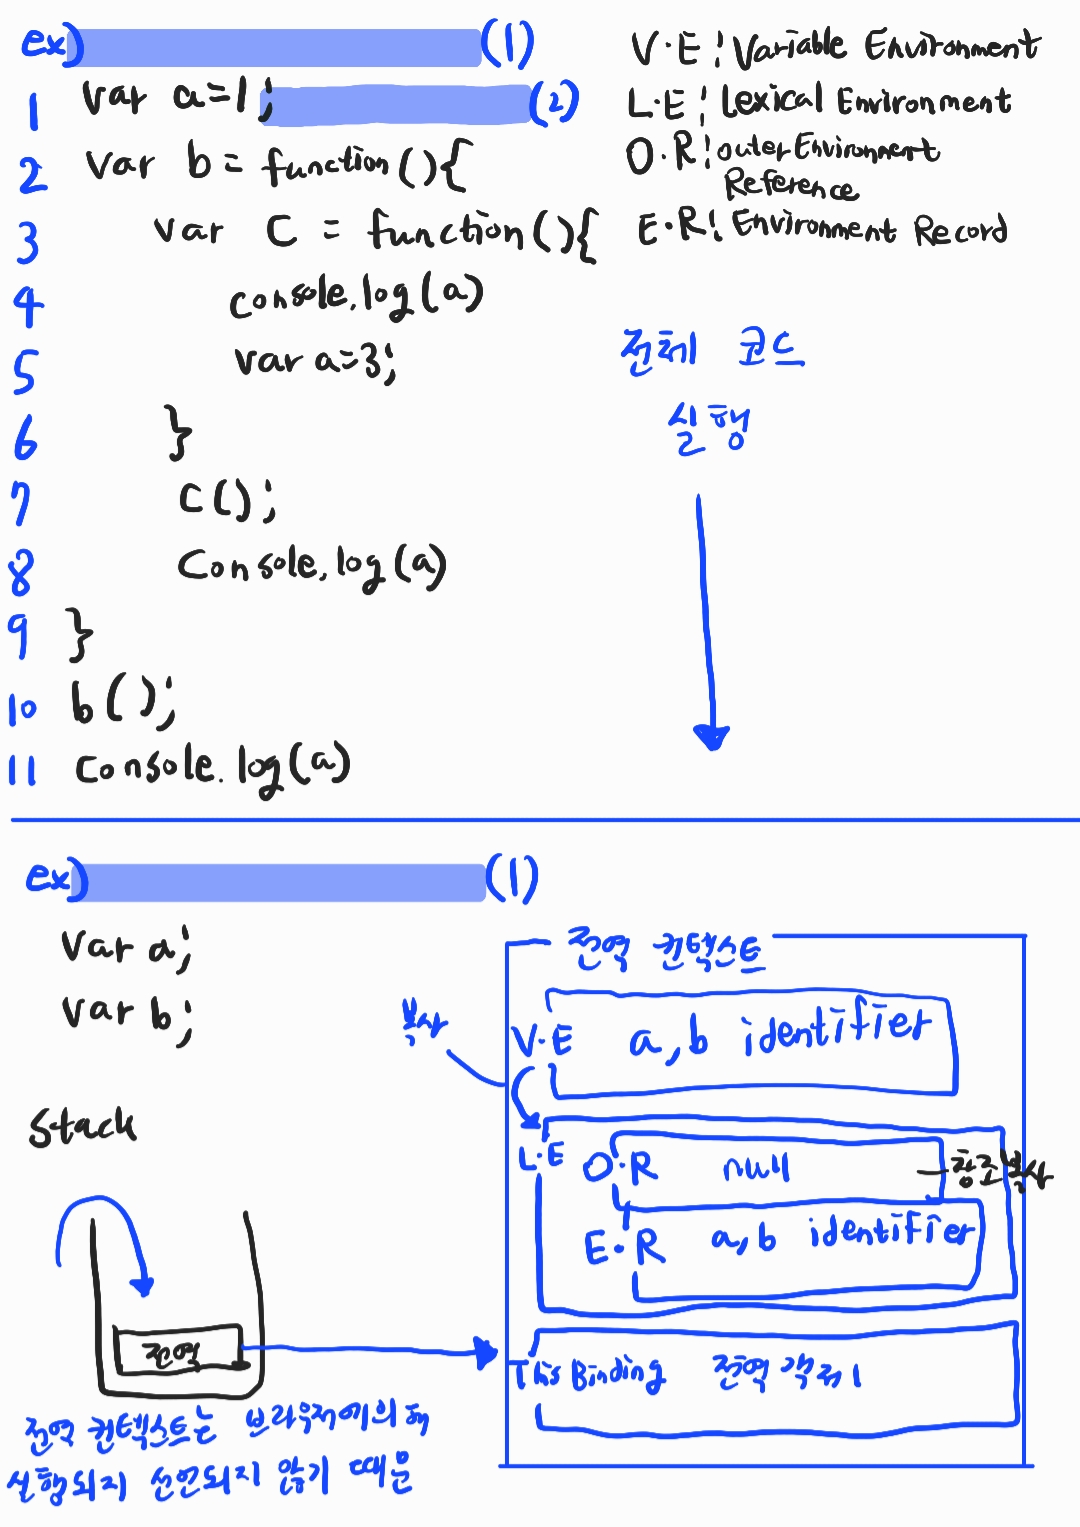 ex) (1)
1 var a=1; (2)
2 var b = function(){
3 var c = function(){
4 console.log(a)
5 var a=3;
6 }
7 c();
8 console.log(a)
9 }
10 b();
11 console.log(a)
V·E : Variable Environment
L·E : Lexical Environment
O·R : outer Environment
Reference
E·R : Environment Record
전체 코드
실행
ex) (1)
var a;
var b;
Stack
전역
전역 컨텍스트는 브라우저에의해
실행되지 선언되지 않기 때문
전역 컨텍스트
복사
V·E a, b identifier
L·E O·R null 참조복사
E·R a, b identifier
This Binding 전역 객체